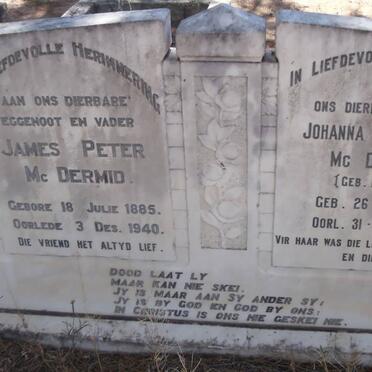 LIEFDEVOLLE HERINNERING
AAN ONS DIERBARE
EGGENOOT EN VADER
JAMES PETER
MC DERMID.
GEBORE 18 JULIE 1885.
OORLEDE 3 DES. 1940.
DIE VRIEND HET ALTYD LIEF.
IN LIEFDEVO
ONS DIER
JOHANNA
MC D
(GEB.
GEB. 26
OORL. 31-
VIR HAAR WAS DIE L
EN DI
DOOD LAAT LY
MAAR KAN NIE SKEI.
JY IS MAAR AAN SY ANDER SY:
JY IS BY GOD EN GOD BY ONS:
IN CHRISTUS IS ONS NIE GESKEI NIE.